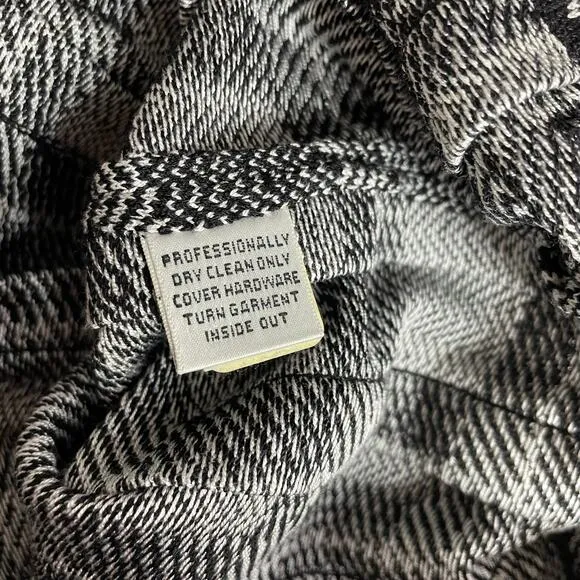 PROFESSIONALLY
DRY CLEAN ONLY
COVER HARDWARE
TURN GARMENT
INSIDE OUT